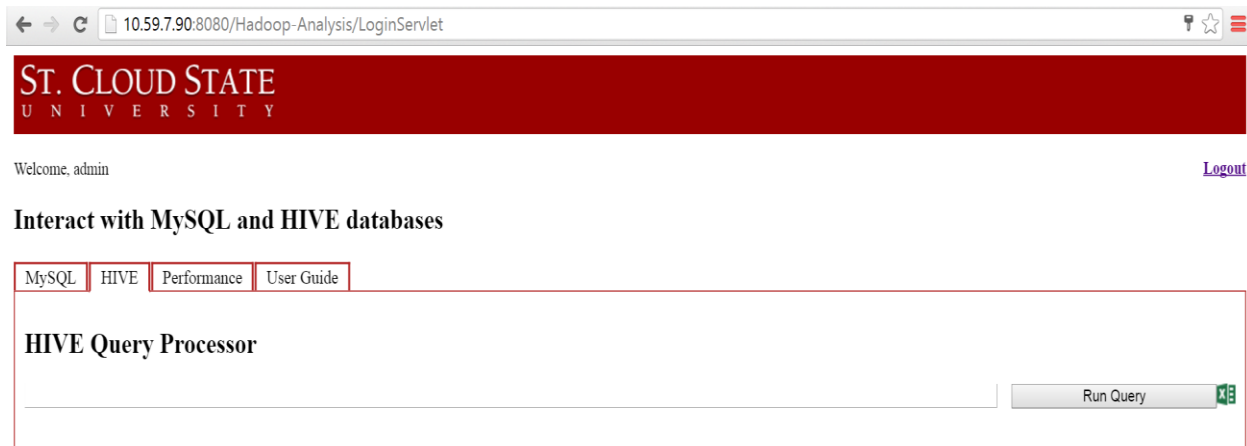 10.59.7.90:8080/Hadoop-Analysis/LoginServlet
ST. CLOUD STATE
UNIVERSITY
Welcome, admin Logout
Interact with MySQL and HIVE databases
MySQL HIVE Performance User Guide
HIVE Query Processor
Run Query